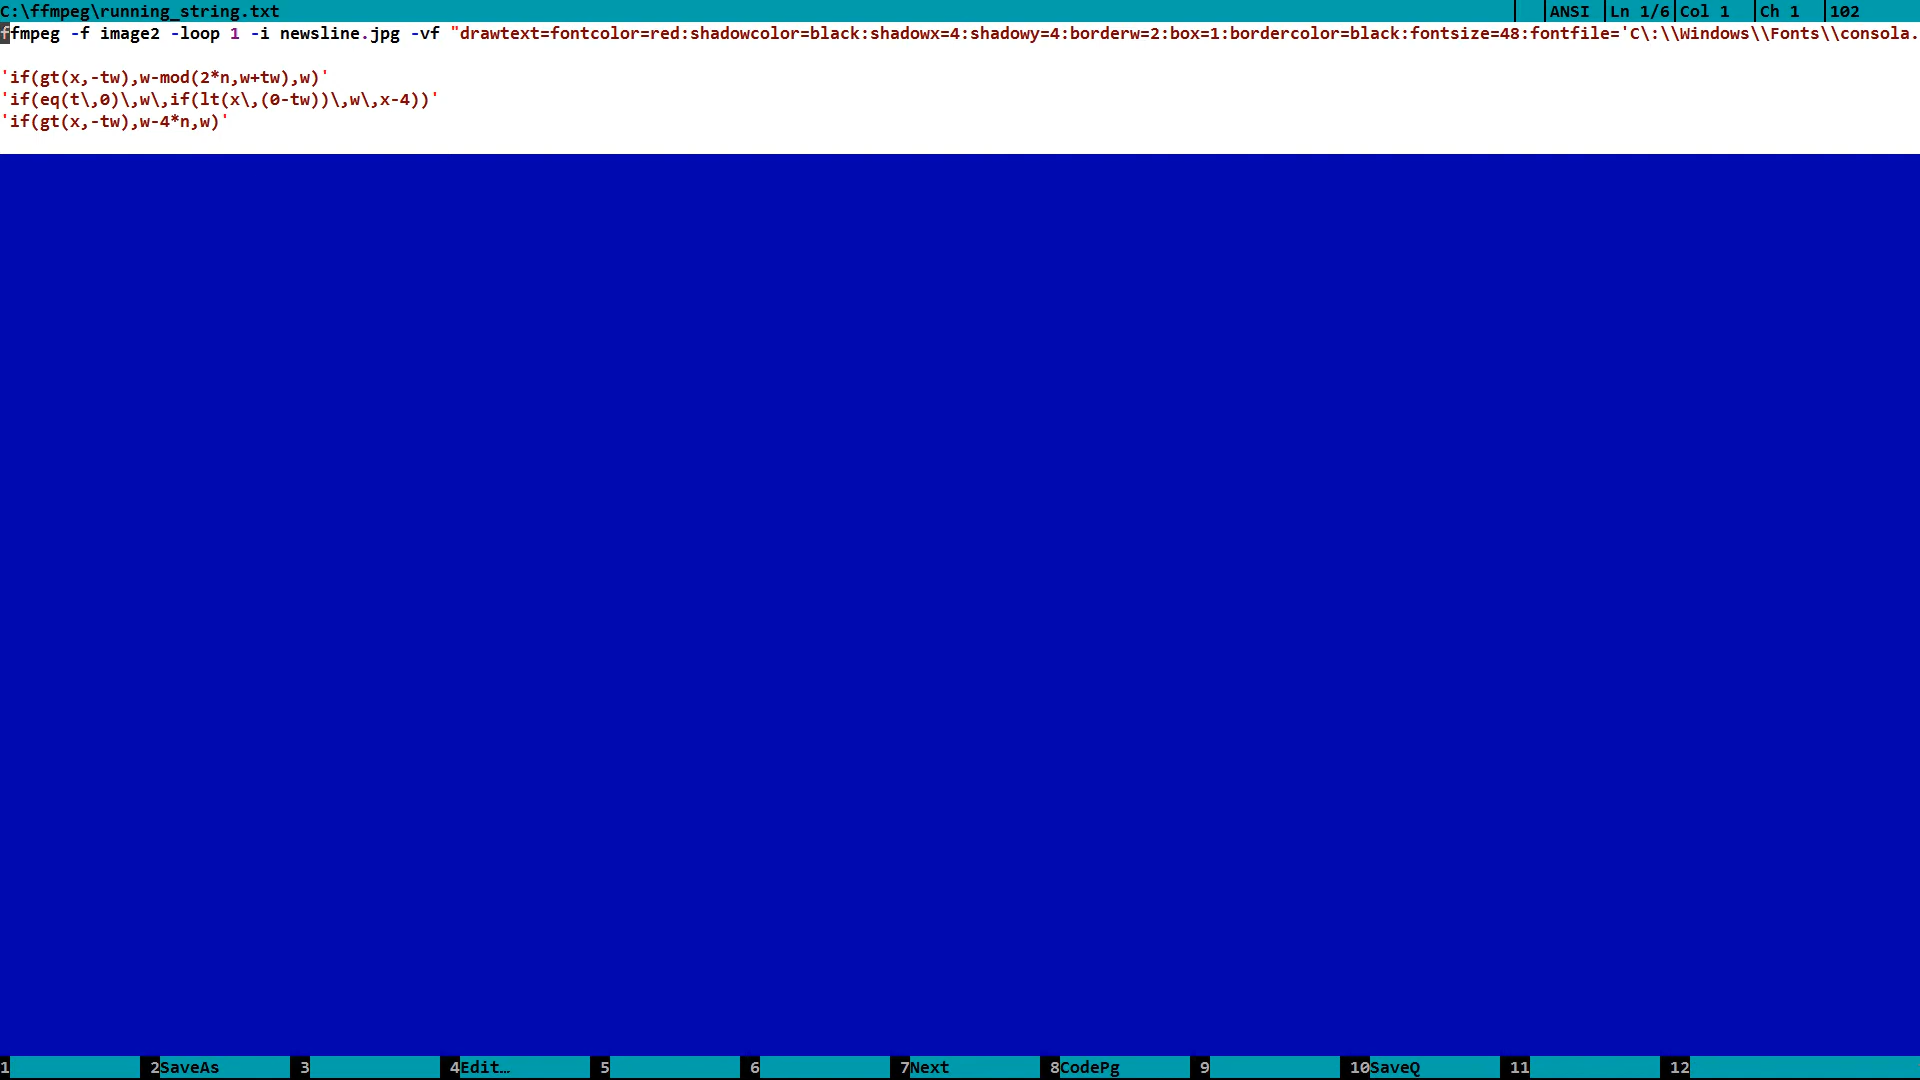 C:\ffmpeg\running_string.txt ANSI Ln 1/6 Col 1 Ch 1 102
ffmpeg -f image2 -loop 1 -i newsline.jpg -vf "drawtext=fontcolor=red:shadowcolor=black:shadowx=4:shadowy=4:borderw=2:box=1:bordercolor=black:fontsize=48:fontfile='C\:\\Windows\\Fonts\\consola.
'if(gt(x,-tw),w-mod(2*n,w+tw),w)'
'if(eq(t\,0)\,w\,if(lt(x\,(0-tw))\,w\,x-4))'
'if(gt(x,-tw),w-4*n,w)'
1 2SaveAs 3 4Edit… 5 6 7Next 8CodePg 9 10SaveQ 11 12